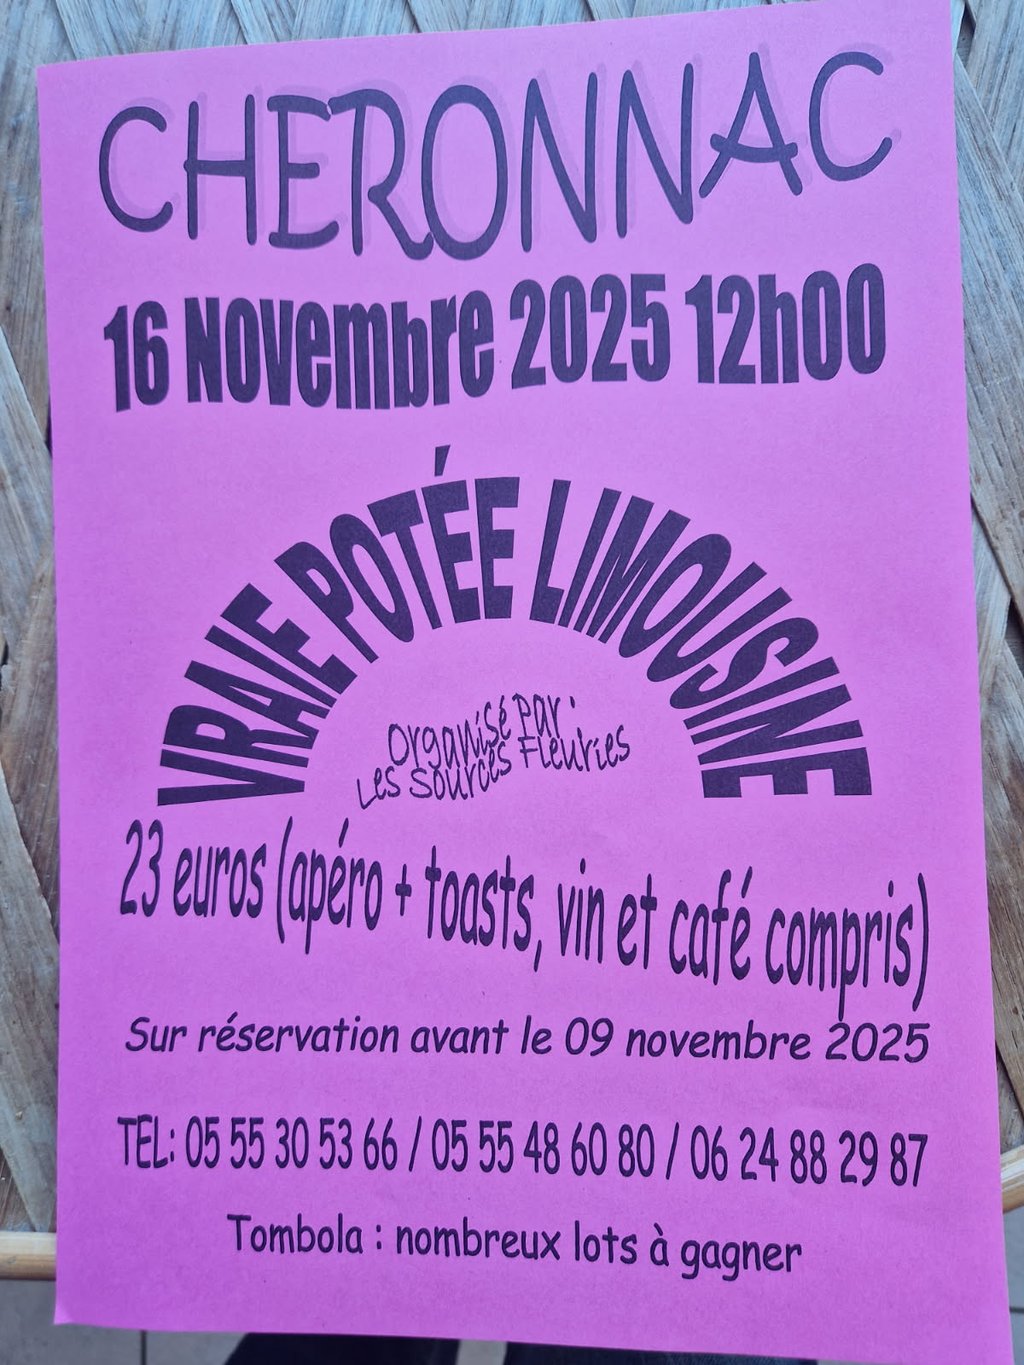 CHERONNAC
16 Novembre 2025 12h00
VRAIE POTÉE LIMOUSINE
Organisé par :
Les Sources Fleuries
23 euros (apéro + toasts, vin et café compris)
Sur réservation avant le 09 novembre 2025
TEL: 05 55 30 53 66 / 05 55 48 60 80 / 06 24 88 29 87
Tombola : nombreux lots à gagner